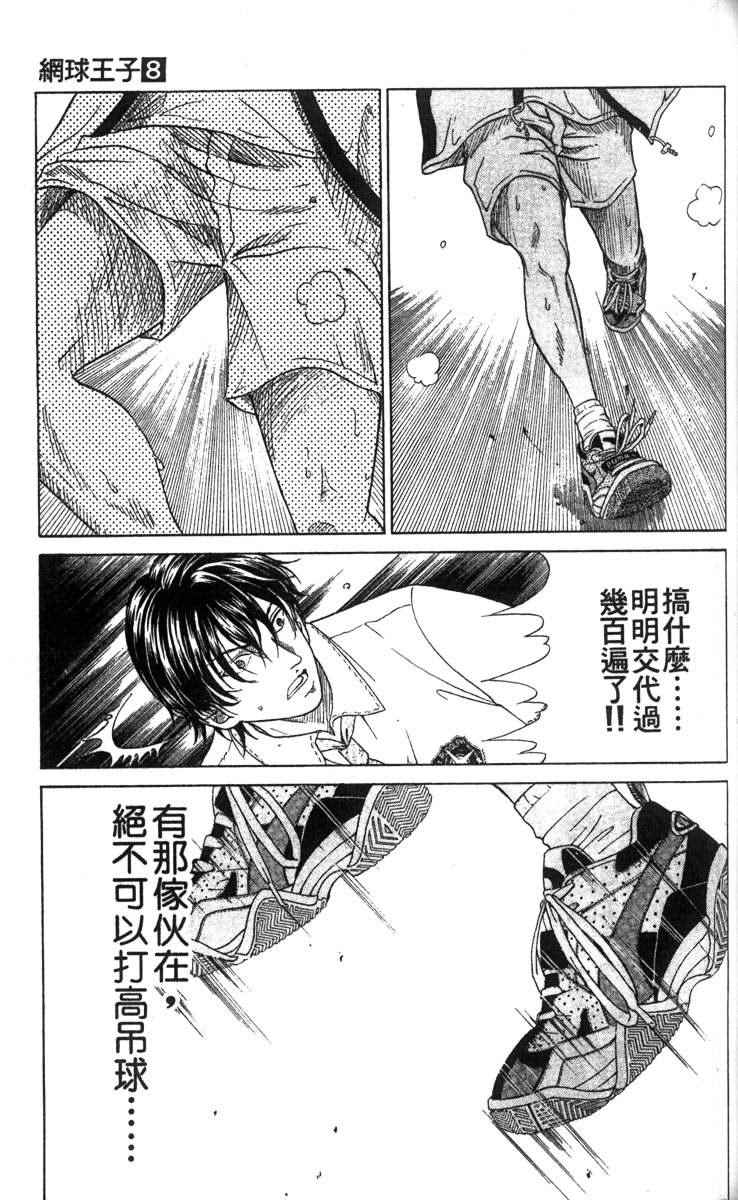 網球王子8
搞什麼……
明明交代過
幾百遍了!!
有那傢伙在，
絕不可以打高吊球……